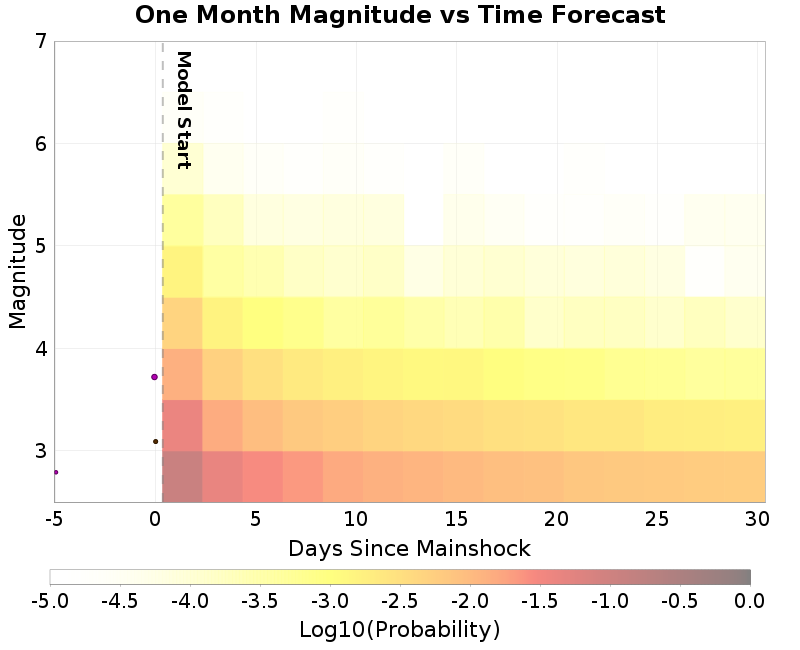 One Month Magnitude vs Time Forecast
7
6
5
4
3
Magnitude
Model Start
-5 0 5 10 15 20 25 30
Days Since Mainshock
-5.0 -4.5 -4.0 -3.5 -3.0 -2.5 -2.0 -1.5 -1.0 -0.5 0.0
Log10(Probability)